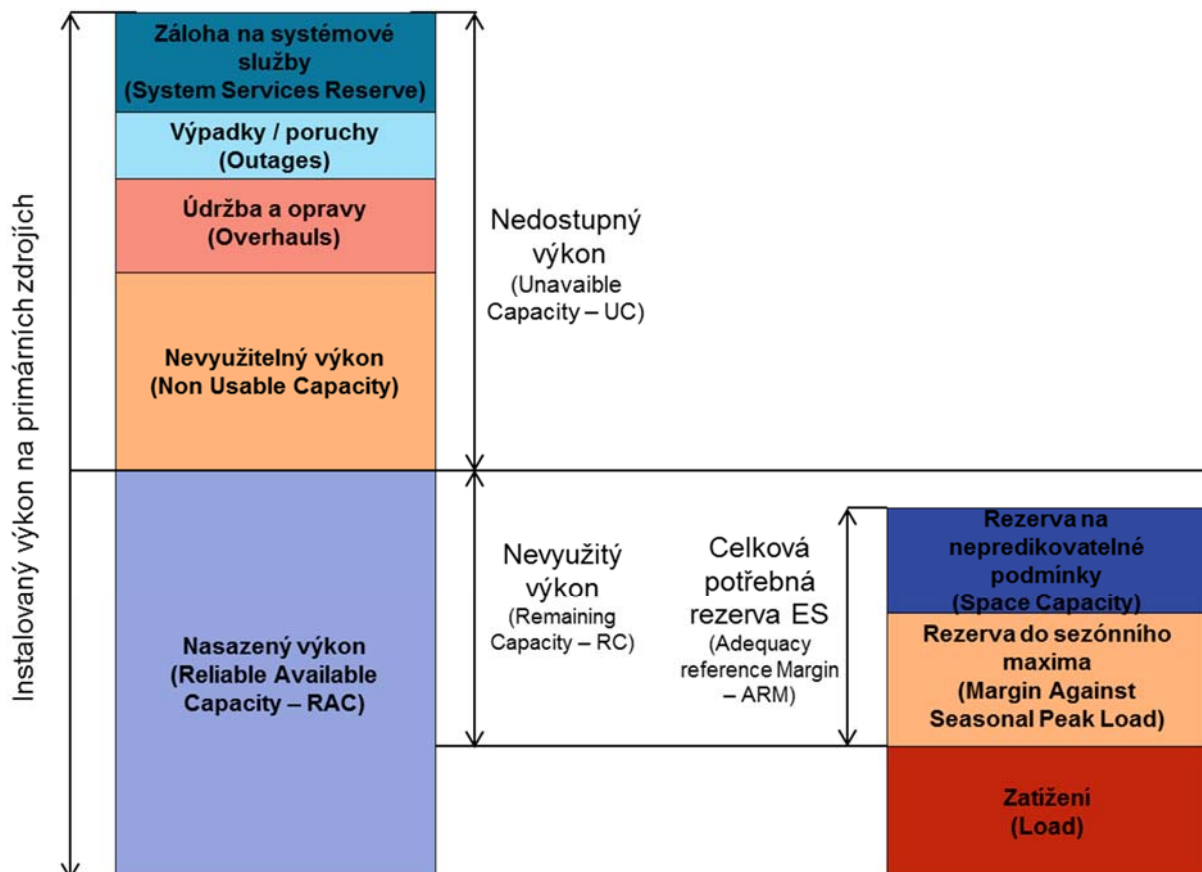 Instalovaný výkon na primárních zdrojích
Záloha na systémové
služby
(System Services Reserve)
Výpadky / poruchy
(Outages)
Údržba a opravy
(Overhauls)
Nevyužitelný výkon
(Non Usable Capacity)
Nasazený výkon
(Reliable Available
Capacity – RAC)
Nedostupný
výkon
(Unavaible
Capacity – UC)
Nevyužitý
výkon
(Remaining
Capacity – RC)
Celková
potřebná
rezerva ES
(Adequacy
reference Margin
– ARM)
Rezerva na
nepredikovatelné
podmínky
(Space Capacity)
Rezerva do sezónního
maxima
(Margin Against
Seasonal Peak Load)
Zatížení
(Load)